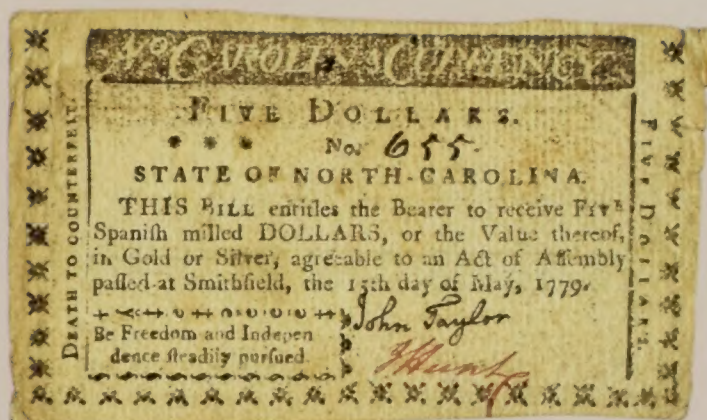 No CAROLINA CURRENCY.
FIVE DOLLARS.
No. 655.
STATE OF NORTH-CAROLINA.
THIS BILL entitles the Bearer to receive FIVE
Spaniſh milled DOLLARS, or the Value thereof,
in Gold or Silver, agreeable to an Act of Aſſembly
paſſed at Smithfield, the 15th day of May, 1779.
Be Freedom and Indepen
dence ſteadily purſued.
John Taylor
J Hunt
DEATH TO COUNTERFEIT.
FIVE DOLLARS.